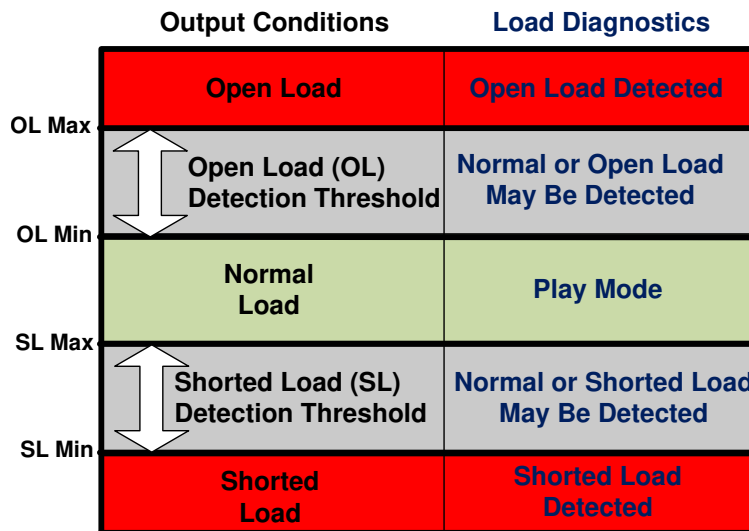 Output Conditions Load Diagnostics
Open Load Open Load Detected
OL Max
Open Load (OL) Normal or Open Load
Detection Threshold May Be Detected
OL Min
Normal
Load
Play Mode
SL Max
Shorted Load (SL) Normal or Shorted Load
Detection Threshold May Be Detected
SL Min
Shorted Shorted Load
Load Detected